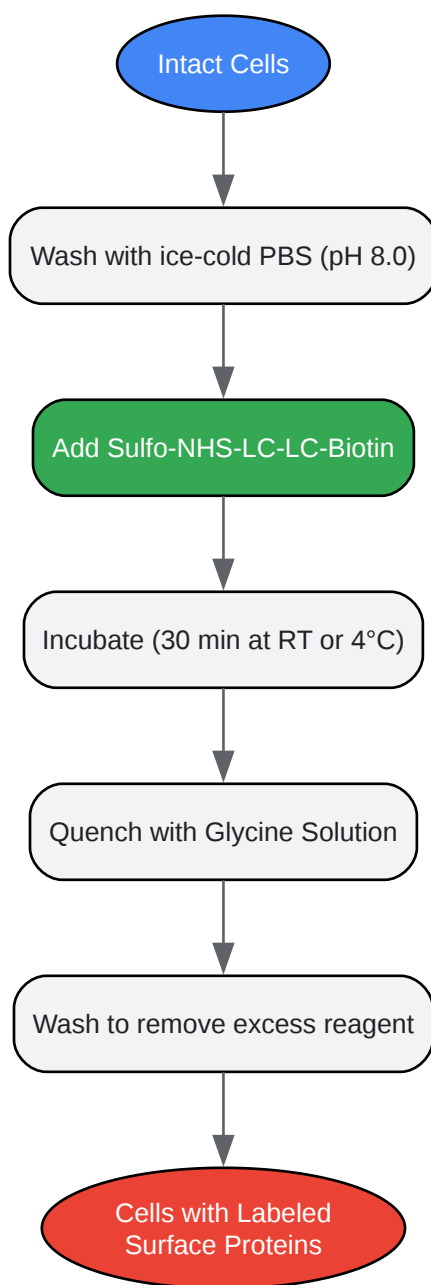 Intact Cells
Wash with ice-cold PBS (pH 8.0)
Add Sulfo-NHS-LC-LC-Biotin
Incubate (30 min at RT or 4°C)
Quench with Glycine Solution
Wash to remove excess reagent
Cells with Labeled
Surface Proteins